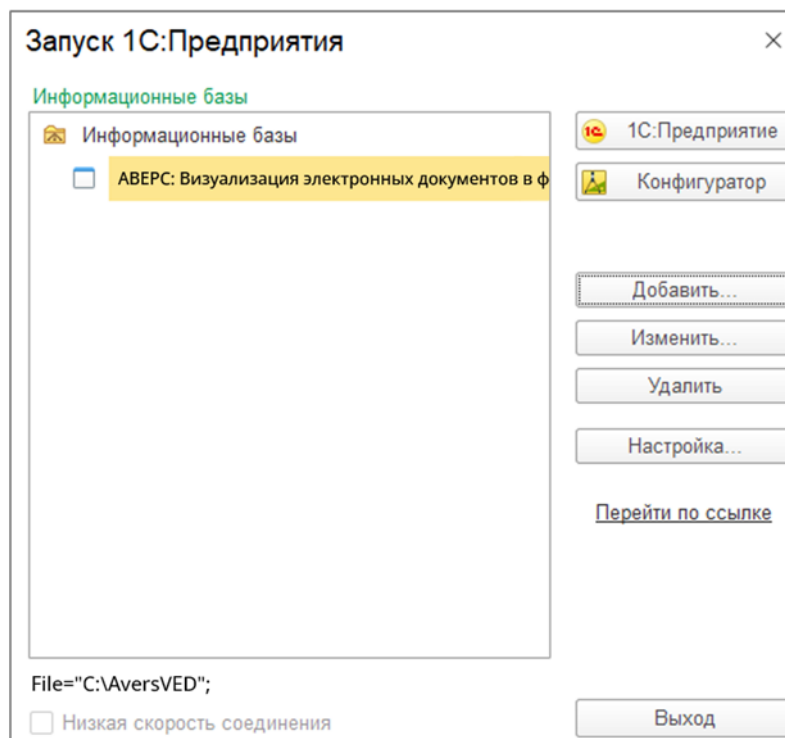 Запуск 1С:Предприятия
Информационные базы
Информационные базы
АВЕРС: Визуализация электронных документов в ф
1С:Предприятие
Конфигуратор
Добавить...
Изменить...
Удалить
Настройка...
Перейти по ссылке
File="C:\AversVED";
Низкая скорость соединения
Выход